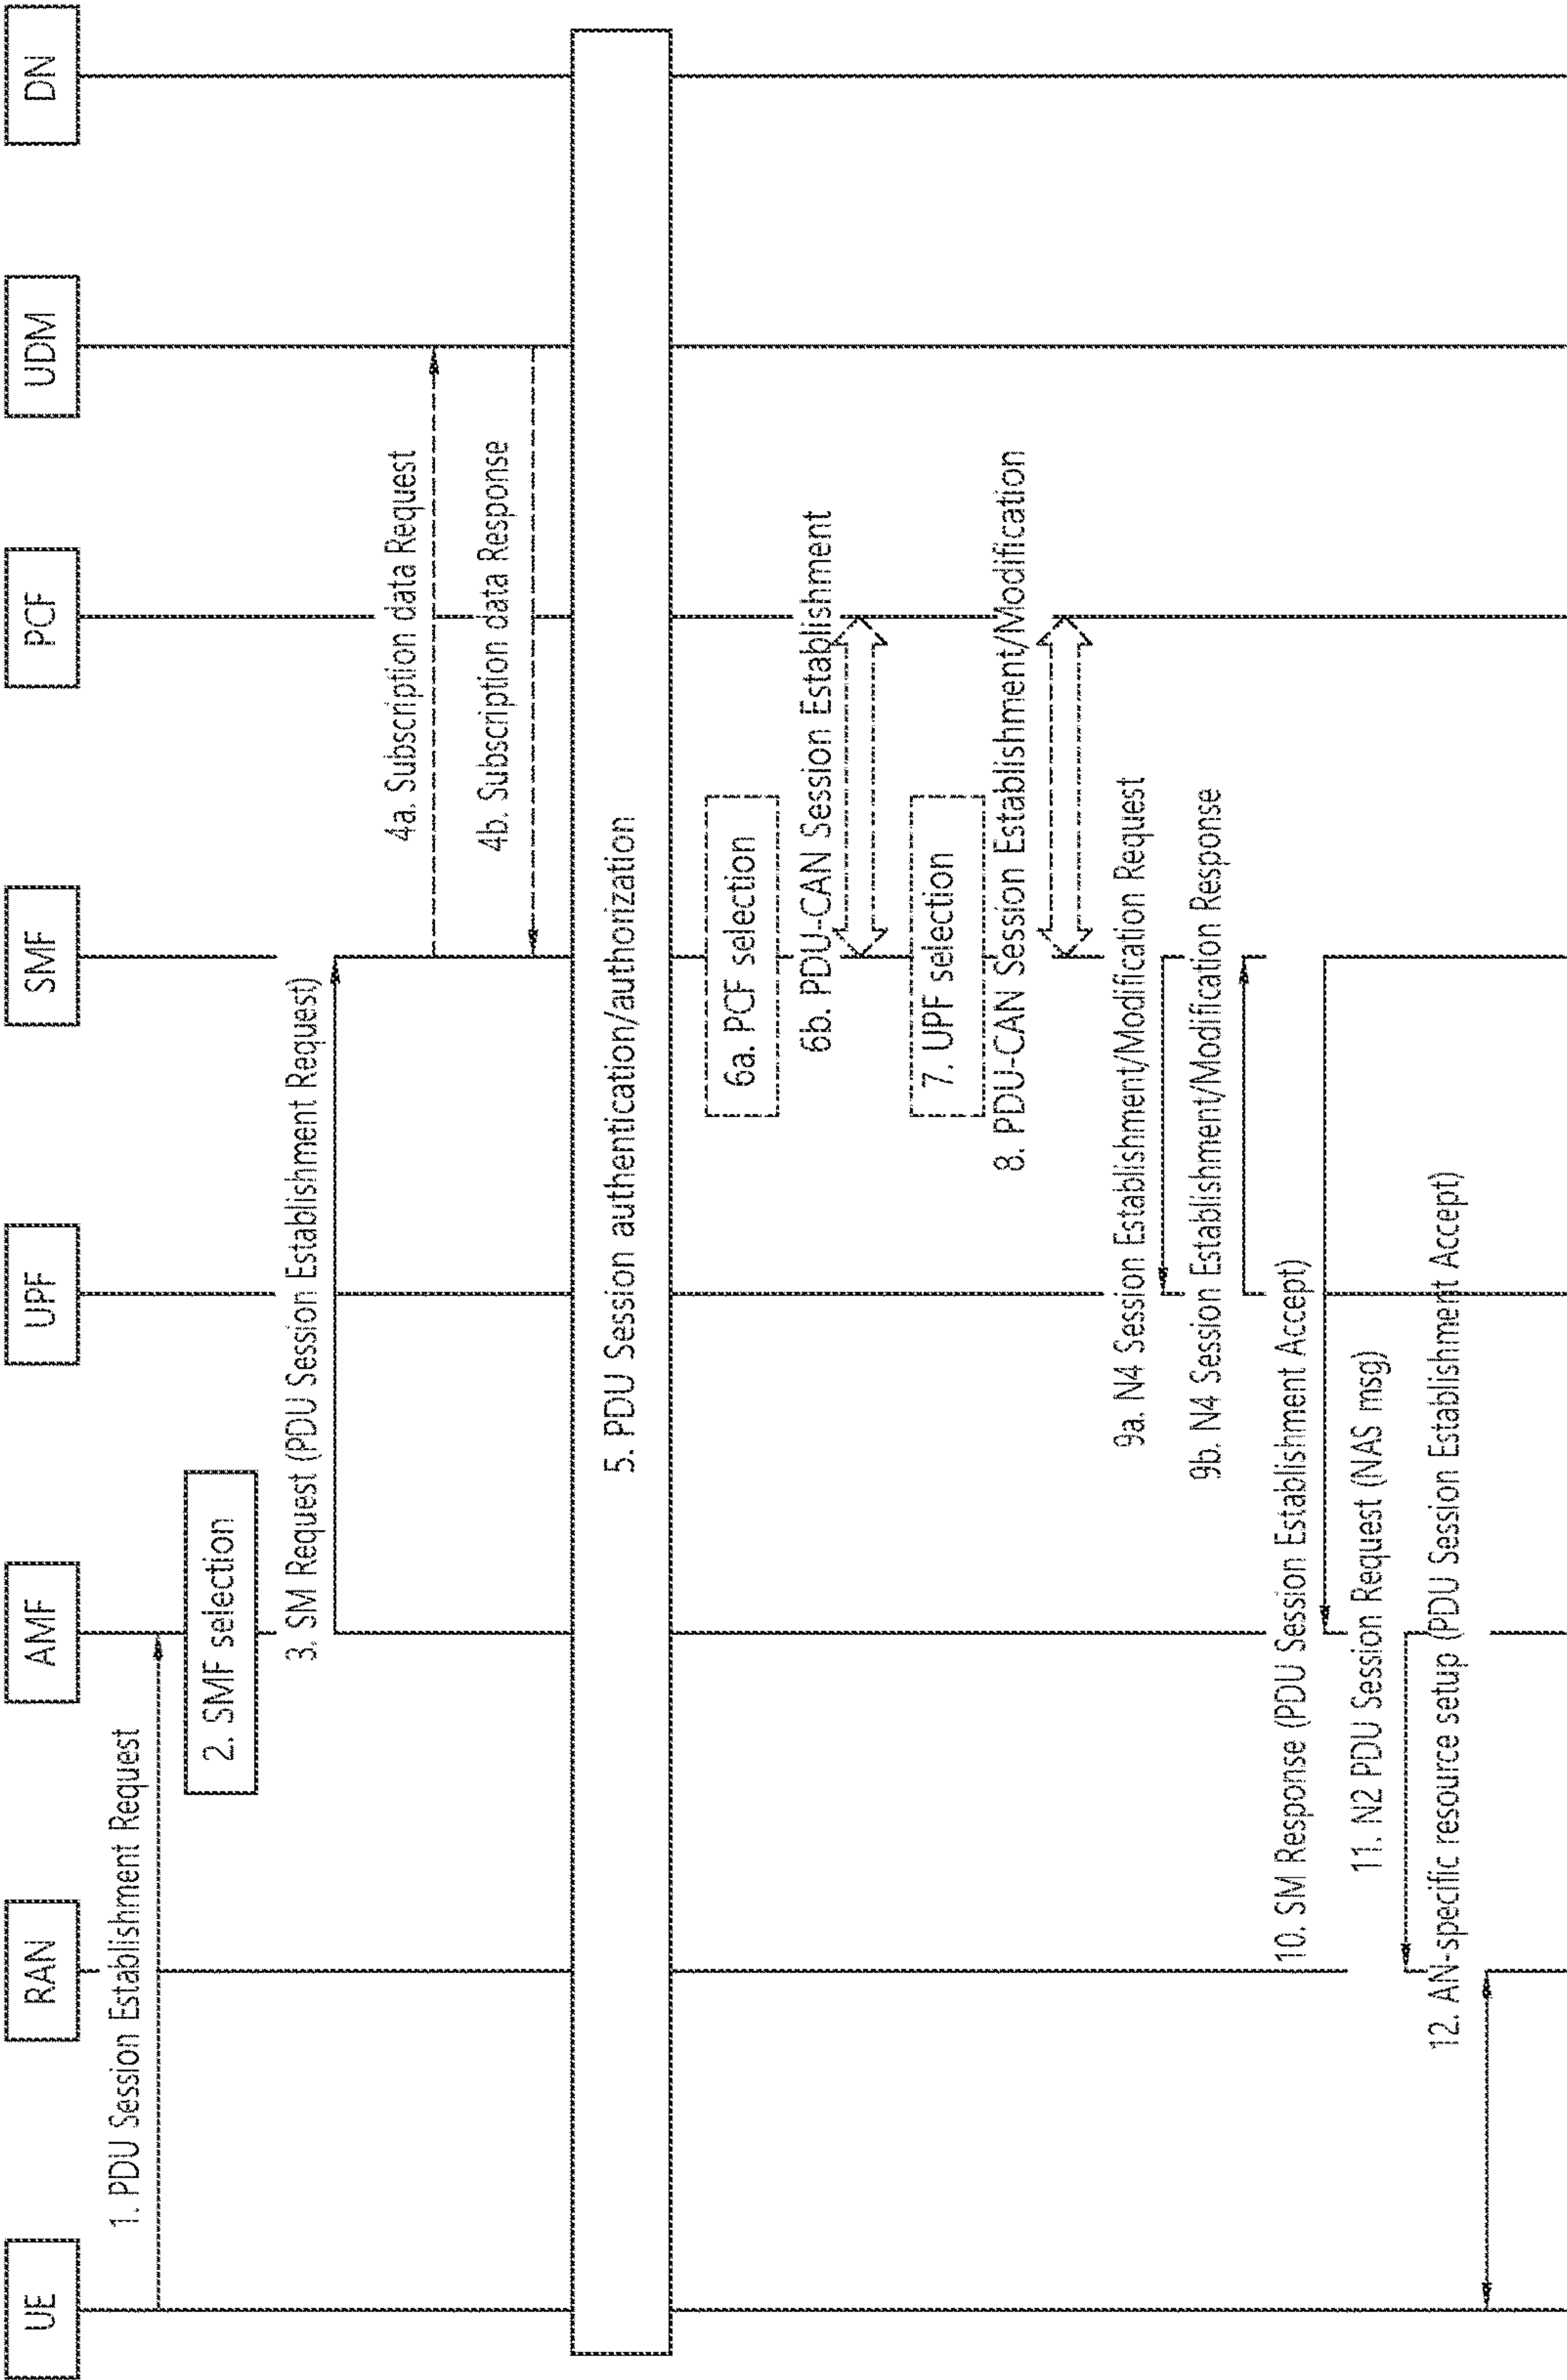 UE
RAN
AMF
UPF
SMF
PCF
UDM
DN
1. PDU Session Establishment Request
2. SMF selection
3. SM Request (PDU Session Establishment Request)
4a. Subscription data Request
4b. Subscription data Response
5. PDU Session authentication/authorization
6a. PCF selection
6b. PDU-CAN Session Establishment
7. UPF selection
8. PDU-CAN Session Establishment/Modification
9a. N4 Session Establishment/Modification Request
9b. N4 Session Establishment/Modification Response
10. SM Response (PDU Session Establishment Accept)
11. N2 PDU Session Request (NAS msg)
12. AN-specific resource setup (PDU Session Establishment Accept)